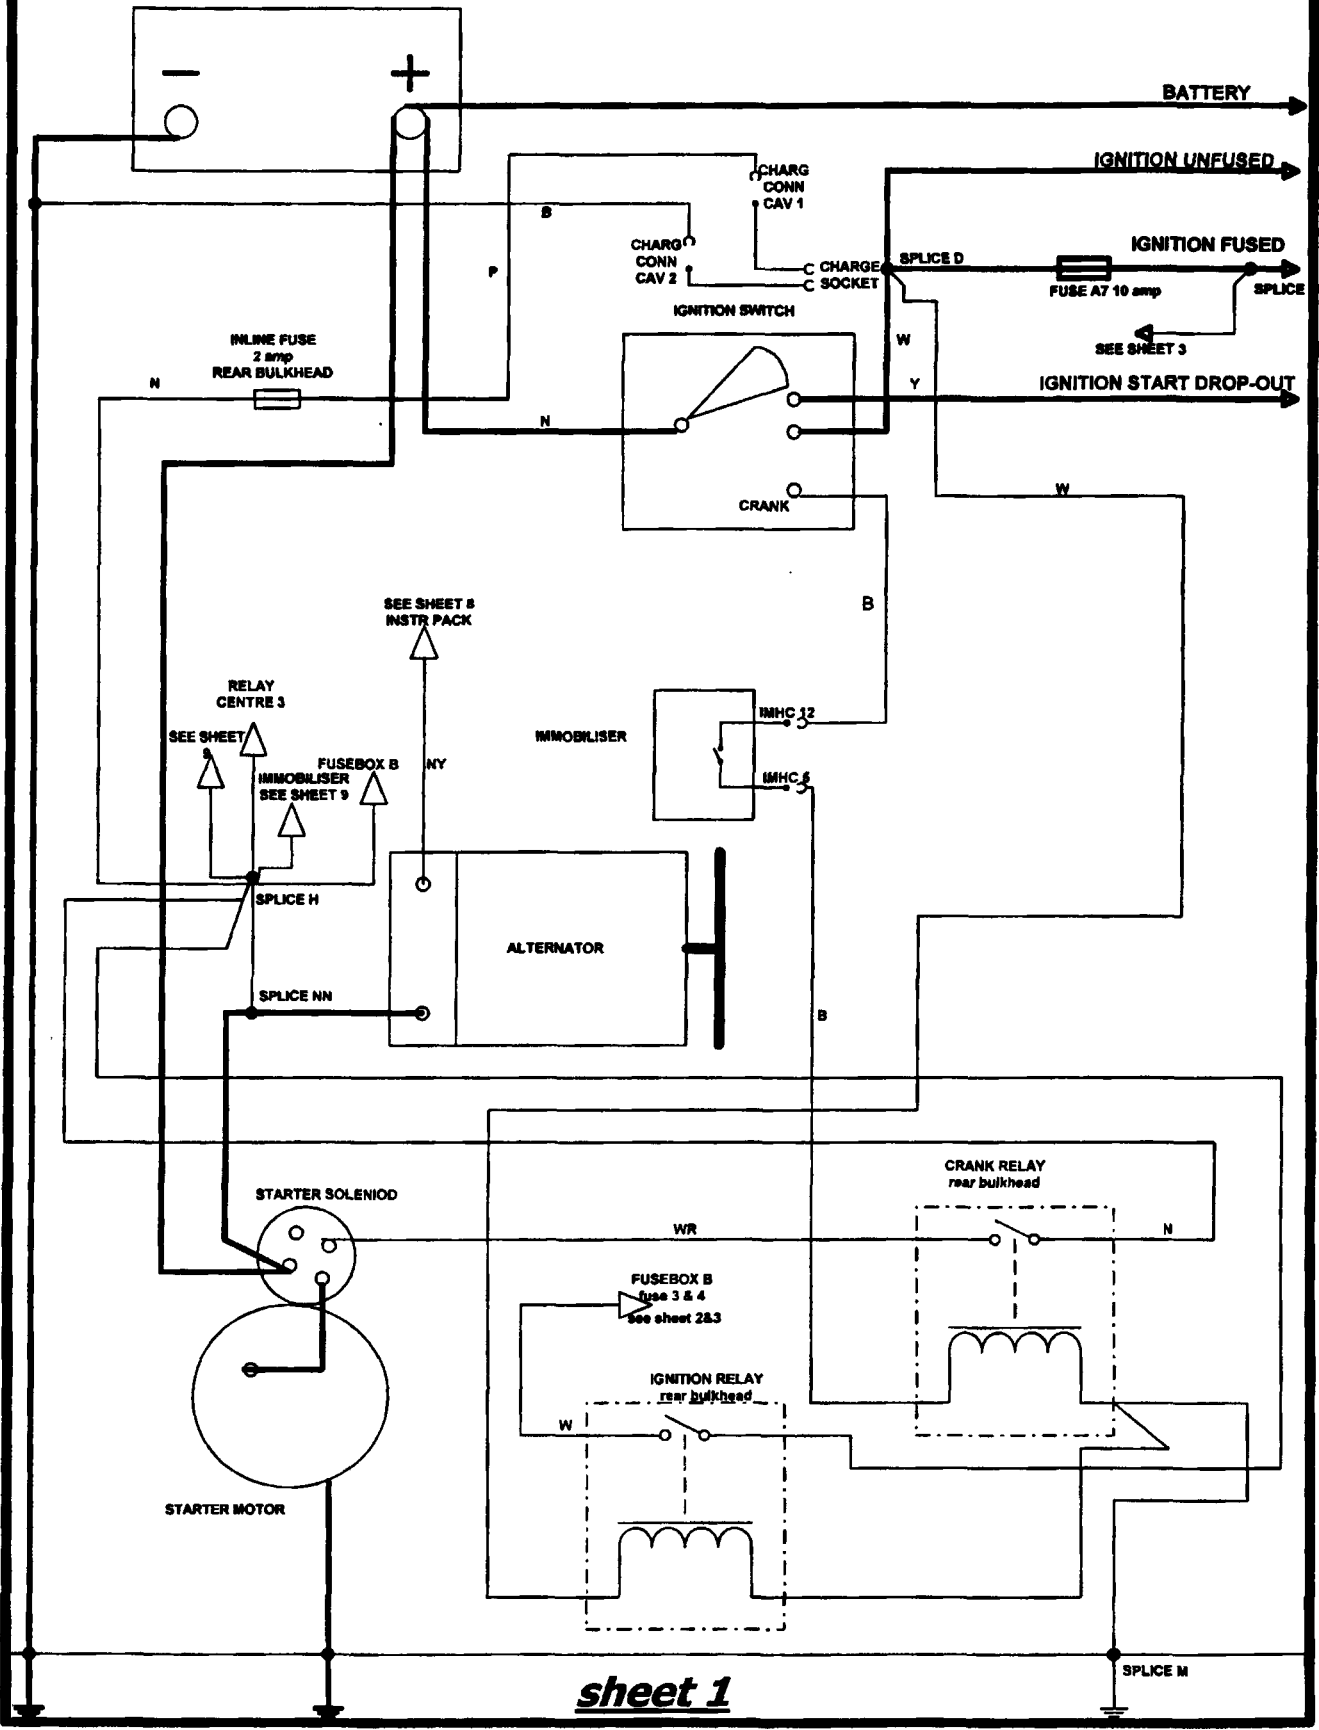 − +
BATTERY
IGNITION UNFUSED
CHARG
CONN
CAV 1
B
CHARG
CONN
CAV 2
CHARGE
SOCKET
SPLICE D
IGNITION FUSED
FUSE A7 10 amp
SPLICE
P
IGNITION SWITCH
INLINE FUSE
2 amp
REAR BULKHEAD
W
SEE SHEET 3
N
Y
IGNITION START DROP-OUT
N
CRANK
W
SEE SHEET 8
INSTR PACK
B
RELAY
CENTRE 3
SEE SHEET
9
IMMOBILISER
SEE SHEET 9
FUSEBOX B
NY
IMMOBILISER
IMHC 12
IMHC 6
SPLICE H
ALTERNATOR
SPLICE NN
B
CRANK RELAY
rear bulkhead
STARTER SOLENIOD
WR
N
FUSEBOX B
fuse 3 & 4
see sheet 2&3
IGNITION RELAY
rear bulkhead
W
STARTER MOTOR
SPLICE M
sheet 1